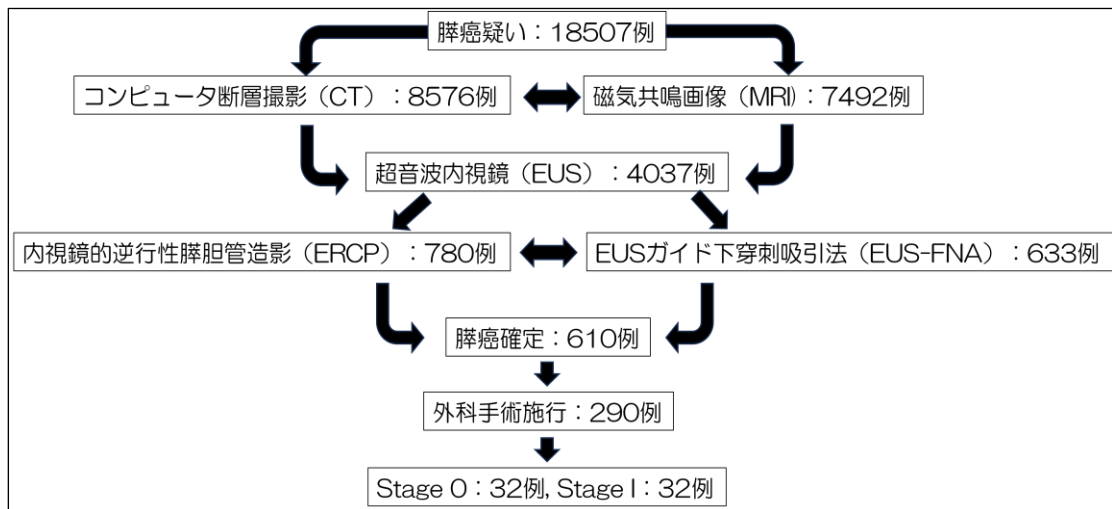 膵癌疑い：18507例
コンピュータ断層撮影（CT）：8576例
磁気共鳴画像（MRI)：7492例
超音波内視鏡（EUS）：4037例
内視鏡的逆行性膵胆管造影（ERCP）：780例
EUSガイド下穿刺吸引法（EUS-FNA）：633例
膵癌確定：610例
外科手術施行：290例
Stage 0：32例, Stage I：32例